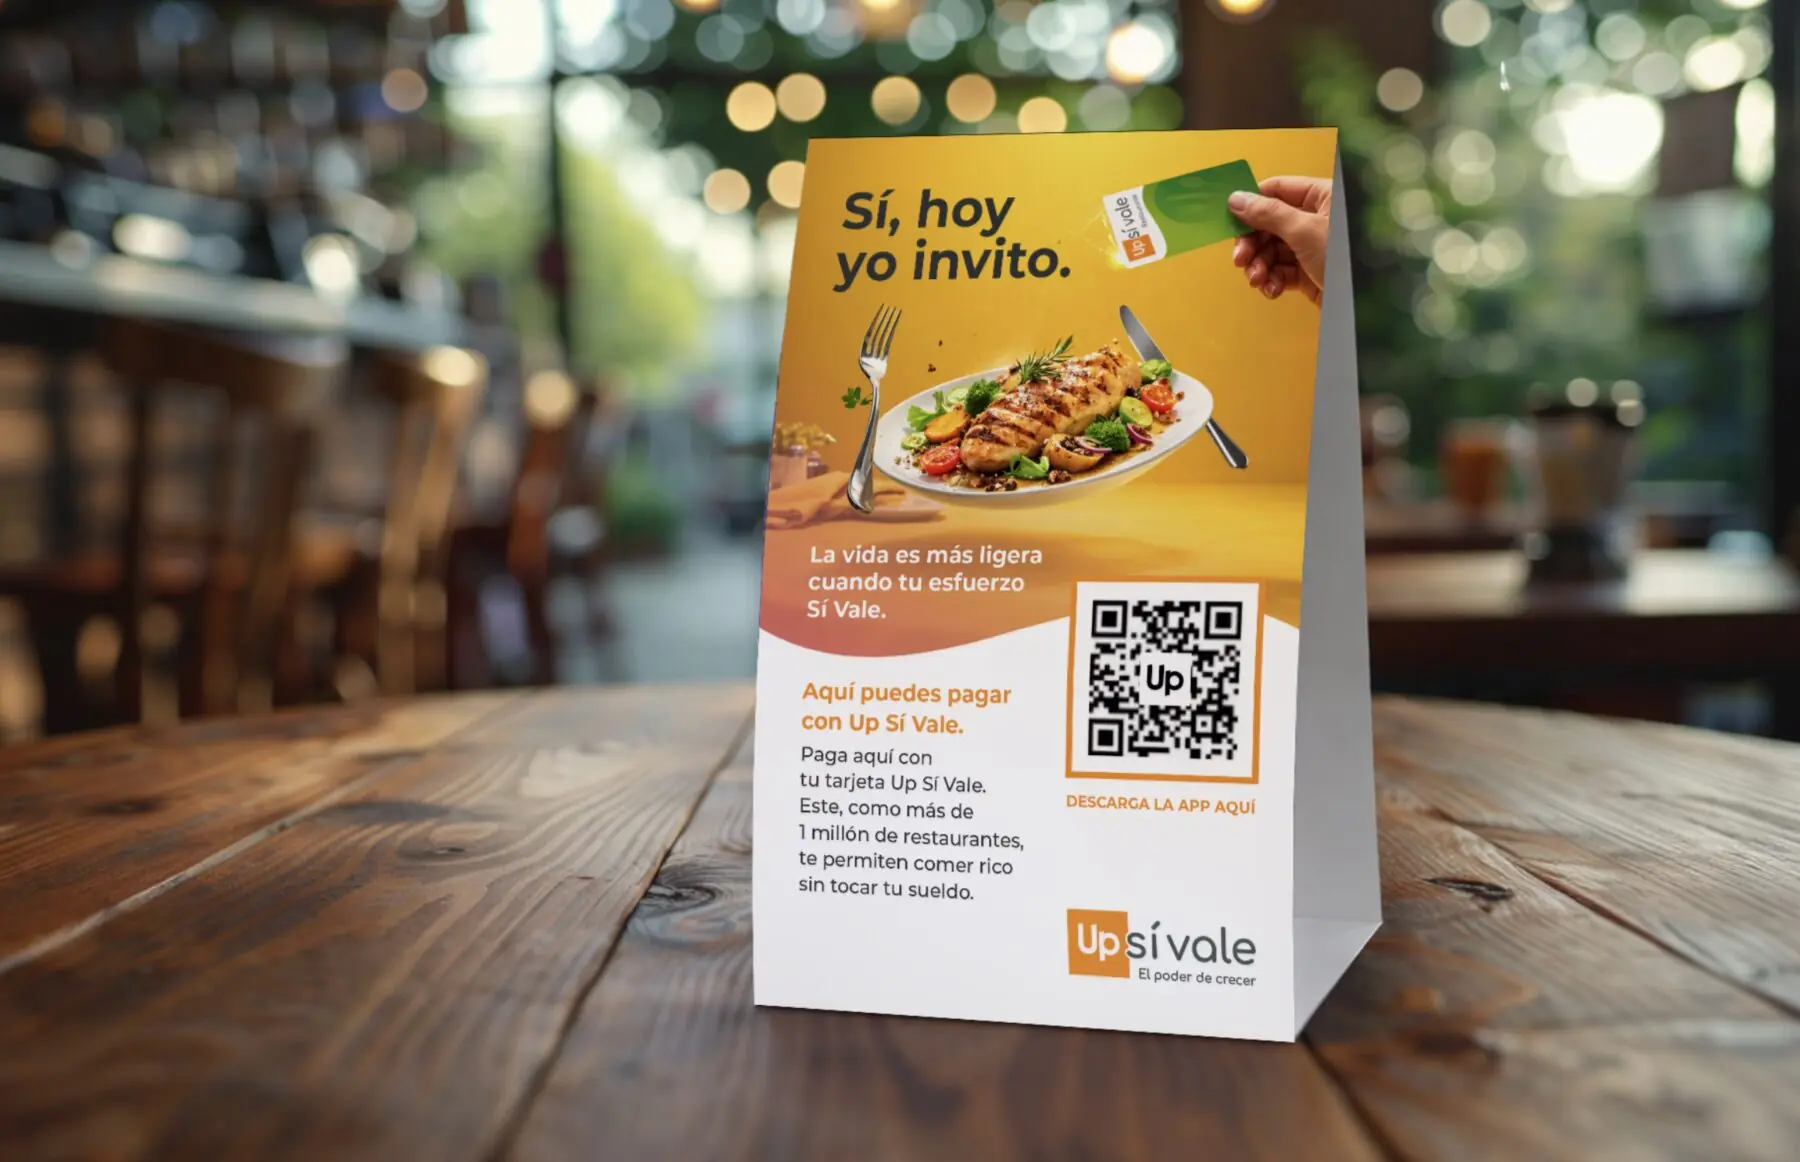 Sí, hoy
yo invito.
Up sí vale
La vida es más ligera
cuando tu esfuerzo
Sí Vale.
Aquí puedes pagar
con Up Sí Vale.
Paga aquí con
tu tarjeta Up Sí Vale.
Este, como más de
1 millón de restaurantes,
te permiten comer rico
sin tocar tu sueldo.
Up
DESCARGA LA APP AQUÍ
Up sí vale
El poder de crecer